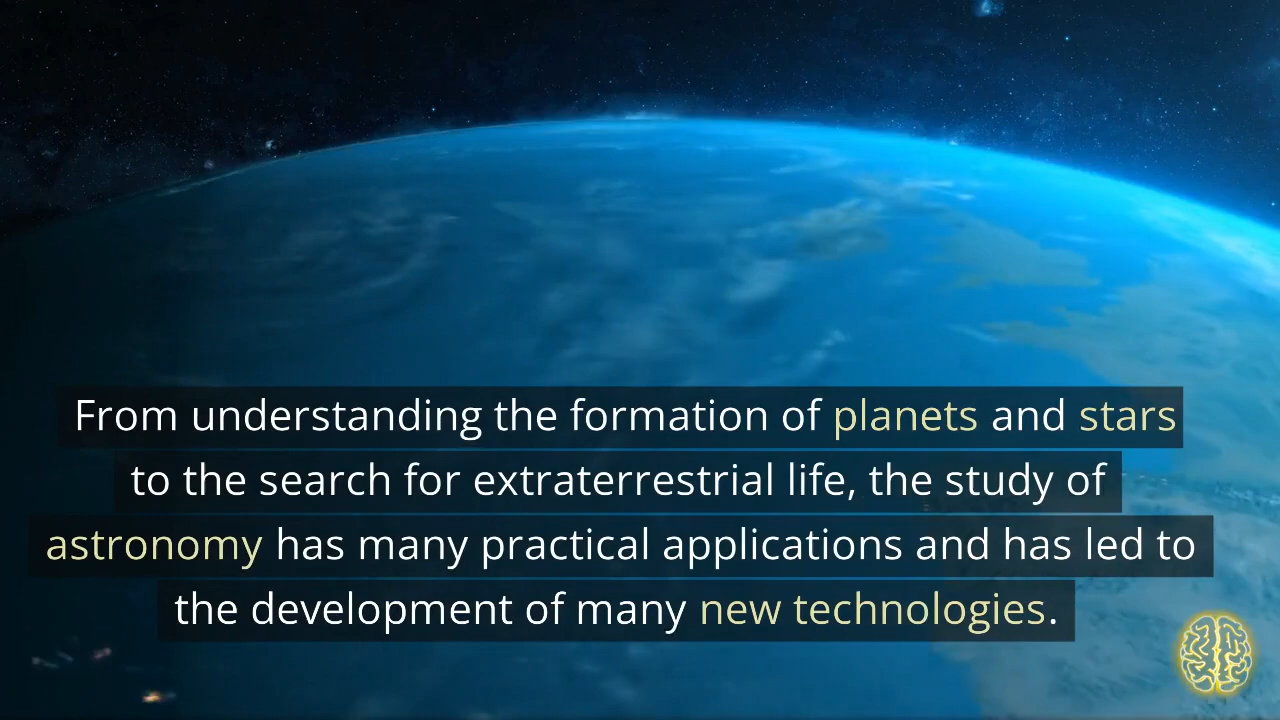 From understanding the formation of planets and stars
to the search for extraterrestrial life, the study of
astronomy has many practical applications and has led to
the development of many new technologies.